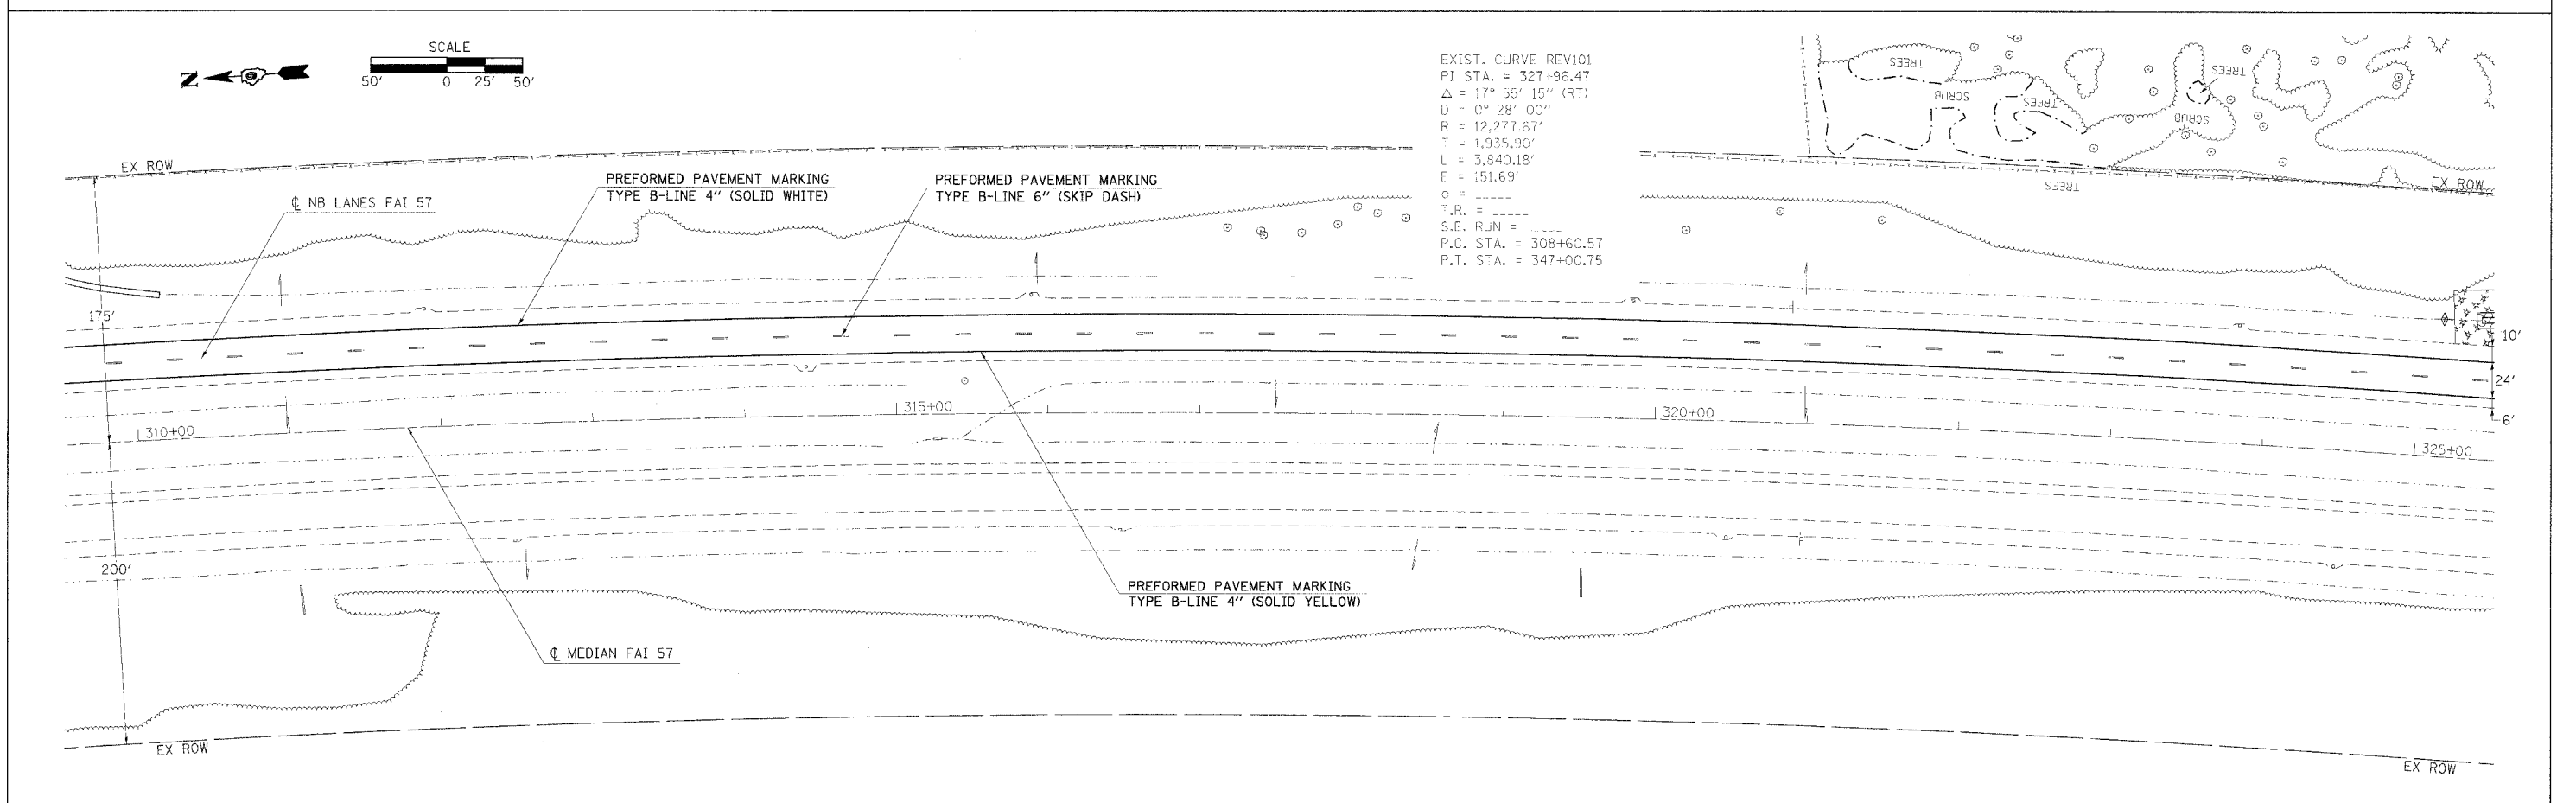 SCALE
50' 0 25' 50'
N
EXIST. CURVE REV101
PI STA. = 327+96.47
Δ = 17° 55' 15" (RT)
D = 0° 28' 00"
R = 12,277.67'
T = 1,935.90'
L = 3,840.18'
E = 151.69'
e = _____
T.R. = _____
S.E. RUN = _____
P.C. STA. = 308+60.57
P.T. STA. = 347+00.75
TREES
SCRUB
TREES
TREES
SCRUB
TREES
EX ROW
EX ROW
℄ NB LANES FAI 57
PREFORMED PAVEMENT MARKING
TYPE B-LINE 4" (SOLID WHITE)
PREFORMED PAVEMENT MARKING
TYPE B-LINE 6" (SKIP DASH)
175'
10'
24'
6'
310+00
315+00
320+00
325+00
200'
PREFORMED PAVEMENT MARKING
TYPE B-LINE 4" (SOLID YELLOW)
℄ MEDIAN FAI 57
EX ROW
EX ROW